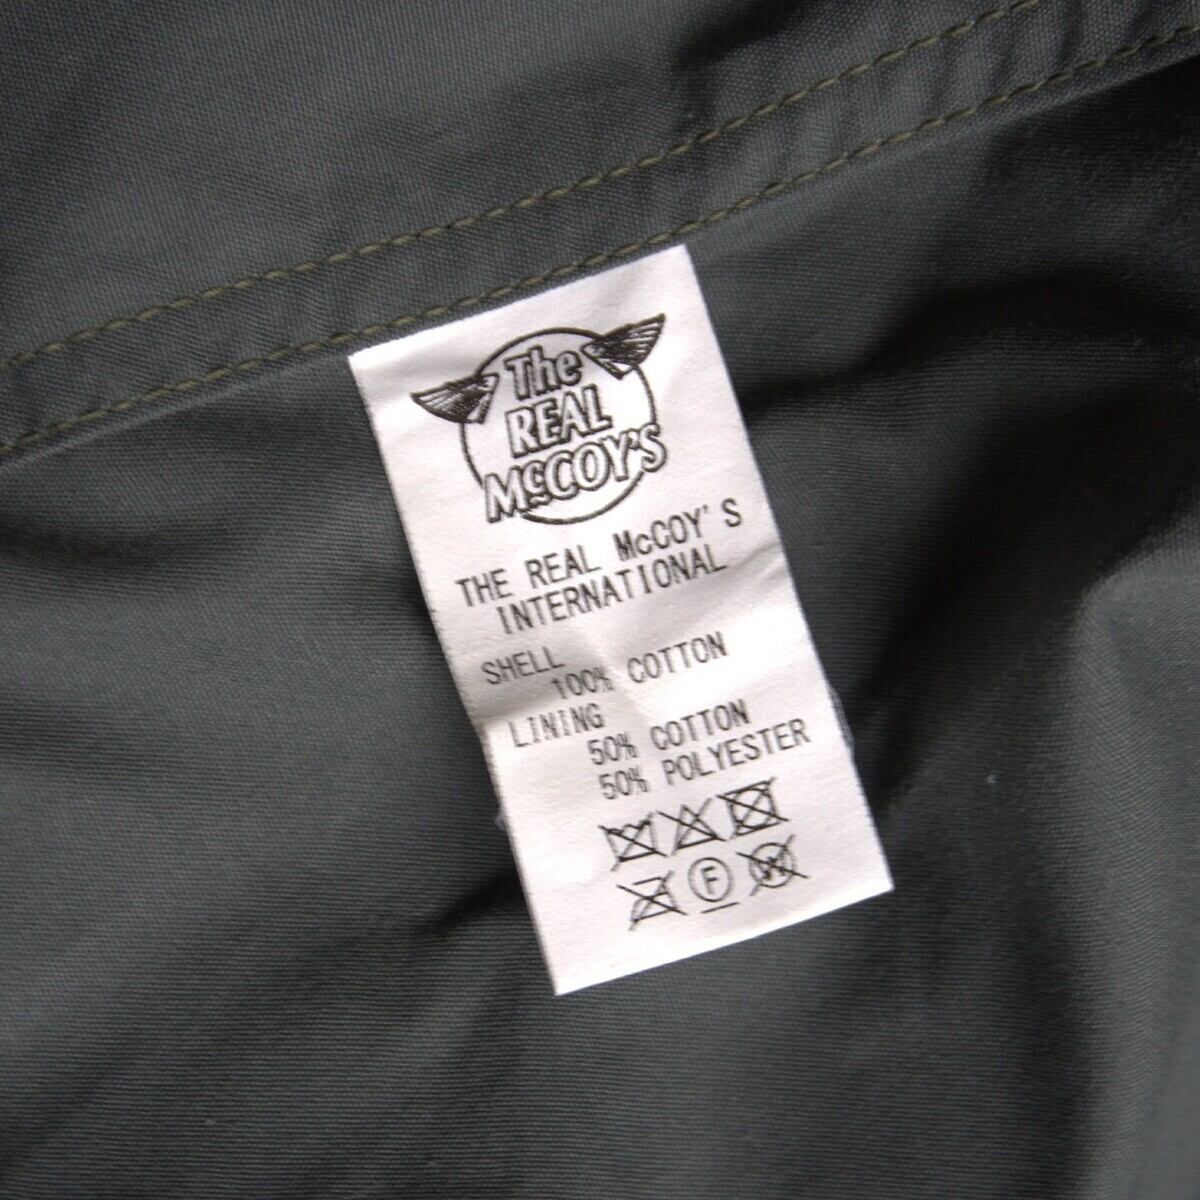 The
REAL
McCOY'S
THE REAL McCOY'S
INTERNATIONAL
SHELL
100% COTTON
LINING
50% COTTON
50% POLYESTER
F W